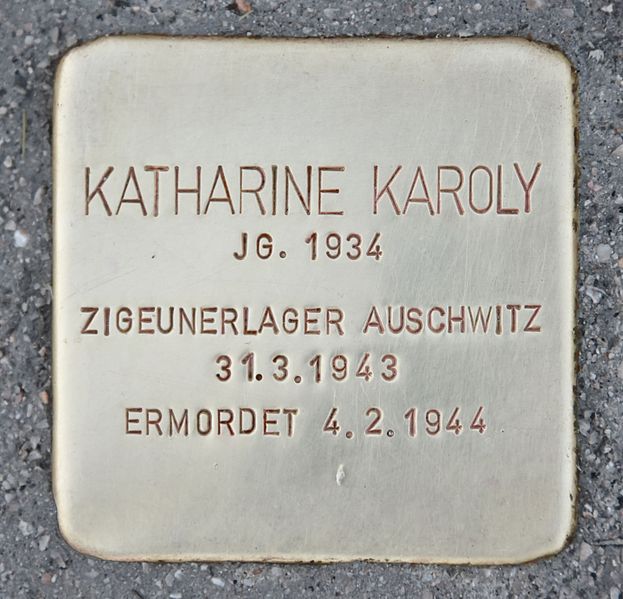 KATHARINE KAROLY
JG. 1934
ZIGEUNERLAGER AUSCHWITZ
31.3.1943
ERMORDET 4.2.1944